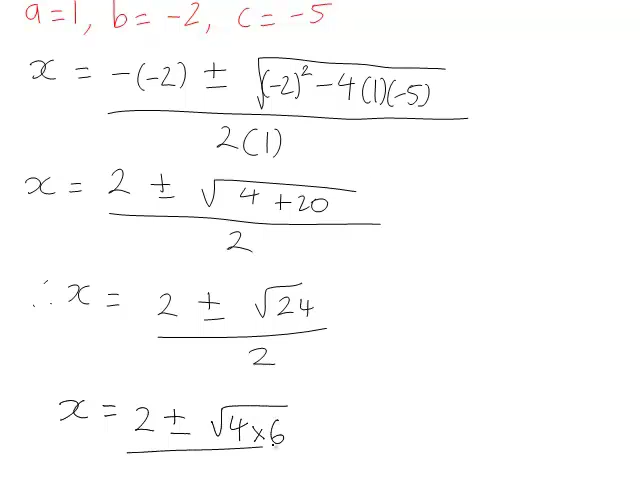 a=1, b=-2, c=-5
x = -(-2) ± √(-2)² - 4(1)(-5)
2(1)
x = 2 ± √4+20
2
∴ x = 2 ± √24
2
x = 2 ± √4×6